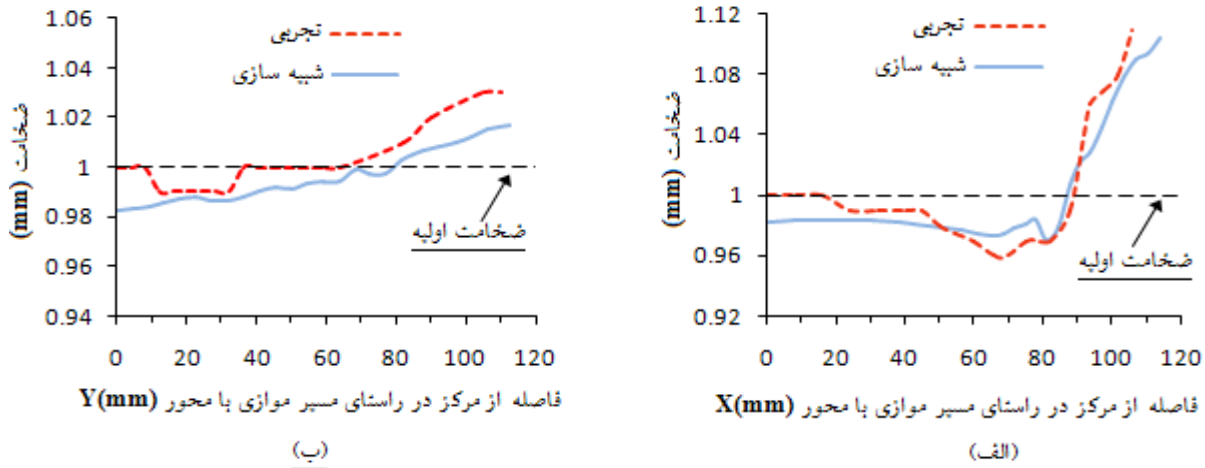 1.12
1.08
1.04
1
0.96
0.92
ضخامت (mm)
تجربی
شبیه سازی
ضخامت اولیه
0 20 40 60 80 100 120
فاصله از مرکز در راستای مسیر موازی با محور X(mm)
(الف)
1.06
1.04
1.02
1
0.98
0.96
0.94
ضخامت (mm)
تجربی
شبیه سازی
ضخامت اولیه
0 20 40 60 80 100 120
فاصله از مرکز در راستای مسیر موازی با محور Y(mm)
(ب)